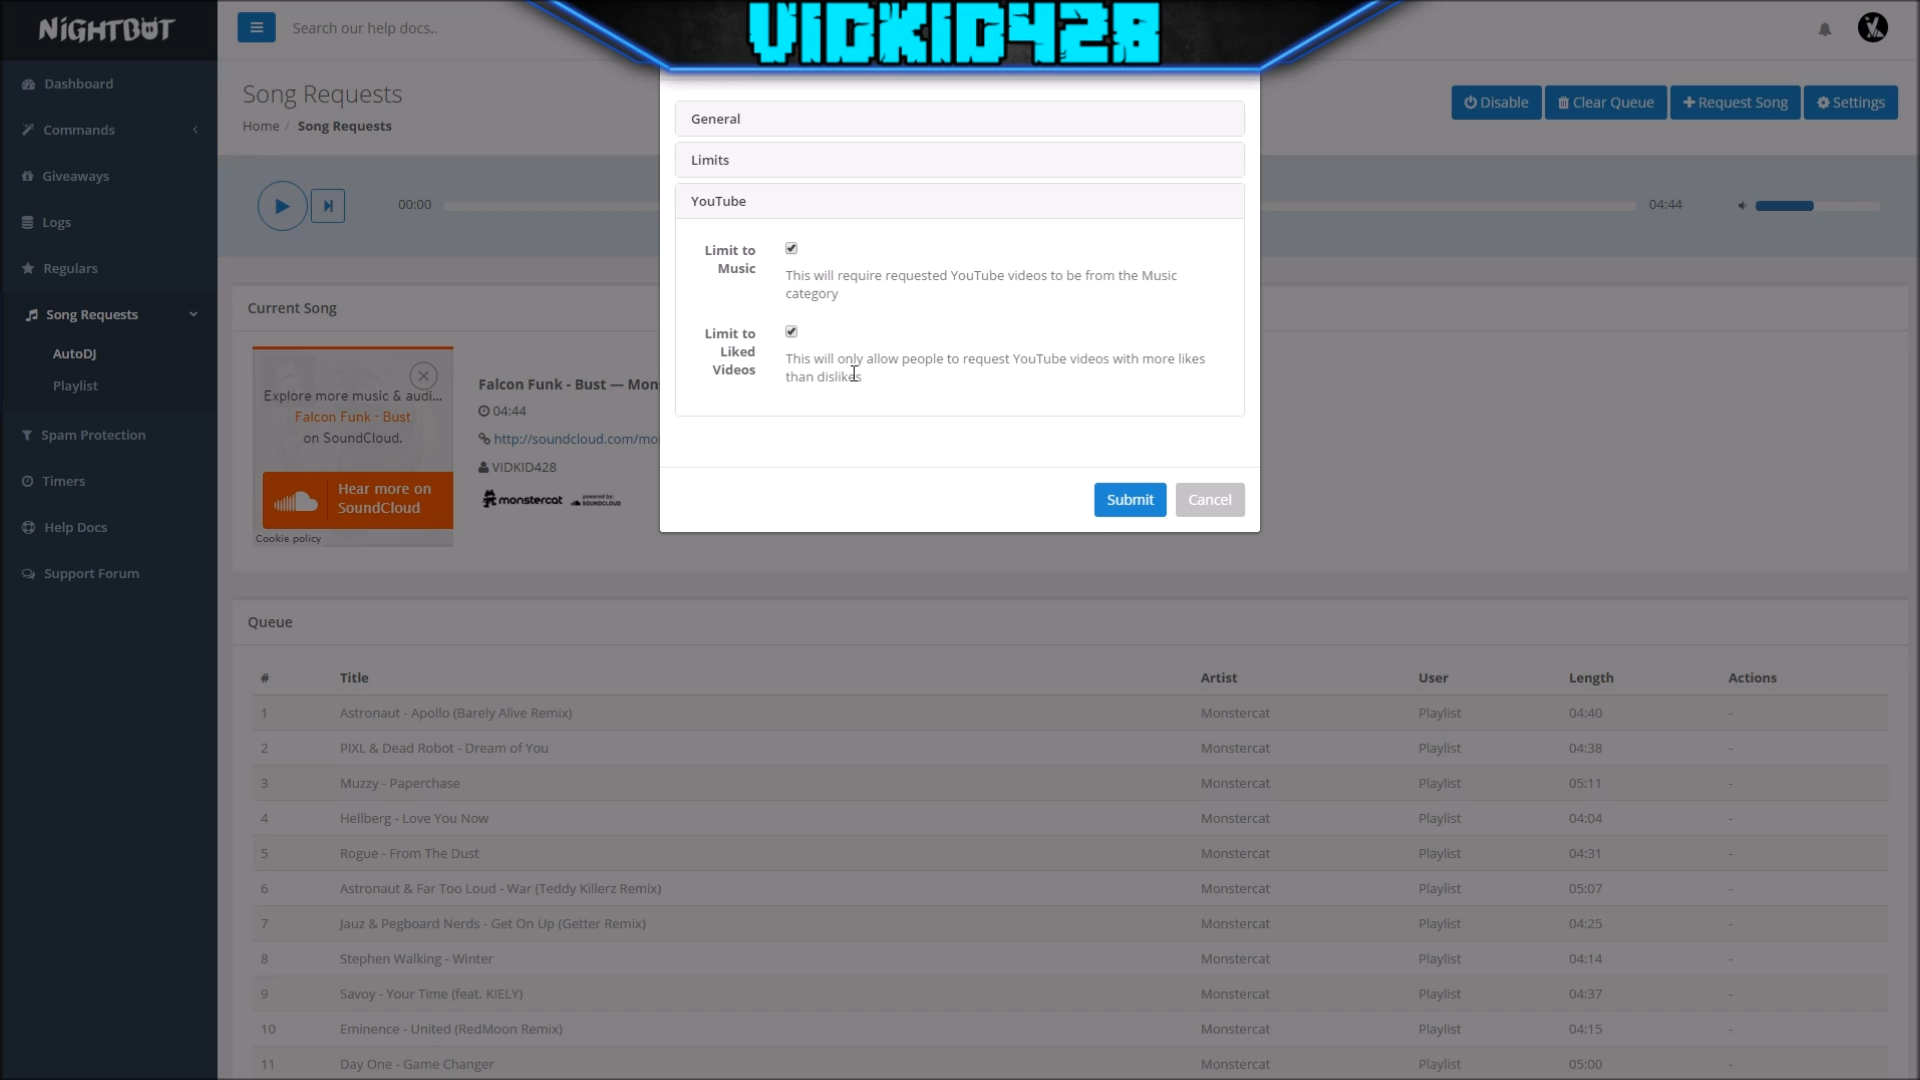 NiGHTBOT
Search our help docs..
VIDKID428
Dashboard
Commands
Giveaways
Logs
Regulars
Song Requests
AutoDJ
Playlist
Spam Protection
Timers
Help Docs
Support Forum
Song Requests
Home / Song Requests
Disable
Clear Queue
Request Song
Settings
00:00
04:44
General
Limits
YouTube
Limit to
Music
This will require requested YouTube videos to be from the Music
category
Limit to
Liked
Videos
This will only allow people to request YouTube videos with more likes
than dislikes
Submit
Cancel
Current Song
Explore more music & audi...
Falcon Funk - Bust
on SoundCloud.
Hear more on
SoundCloud
Cookie policy
Falcon Funk - Bust — Mon
04:44
http://soundcloud.com/mo
VIDKID428
monstercat
powered by:
SOUNDCLOUD
Queue
# Title Artist User Length Actions
1 Astronaut - Apollo (Barely Alive Remix) Monstercat Playlist 04:40 -
2 PIXL & Dead Robot - Dream of You Monstercat Playlist 04:38 -
3 Muzzy - Paperchase Monstercat Playlist 05:11 -
4 Hellberg - Love You Now Monstercat Playlist 04:04 -
5 Rogue - From The Dust Monstercat Playlist 04:31 -
6 Astronaut & Far Too Loud - War (Teddy Killerz Remix) Monstercat Playlist 05:07 -
7 Jauz & Pegboard Nerds - Get On Up (Getter Remix) Monstercat Playlist 04:25 -
8 Stephen Walking - Winter Monstercat Playlist 04:14 -
9 Savoy - Your Time (feat. KIELY) Monstercat Playlist 04:37 -
10 Eminence - United (RedMoon Remix) Monstercat Playlist 04:15 -
11 Day One - Game Changer Monstercat Playlist 05:00 -